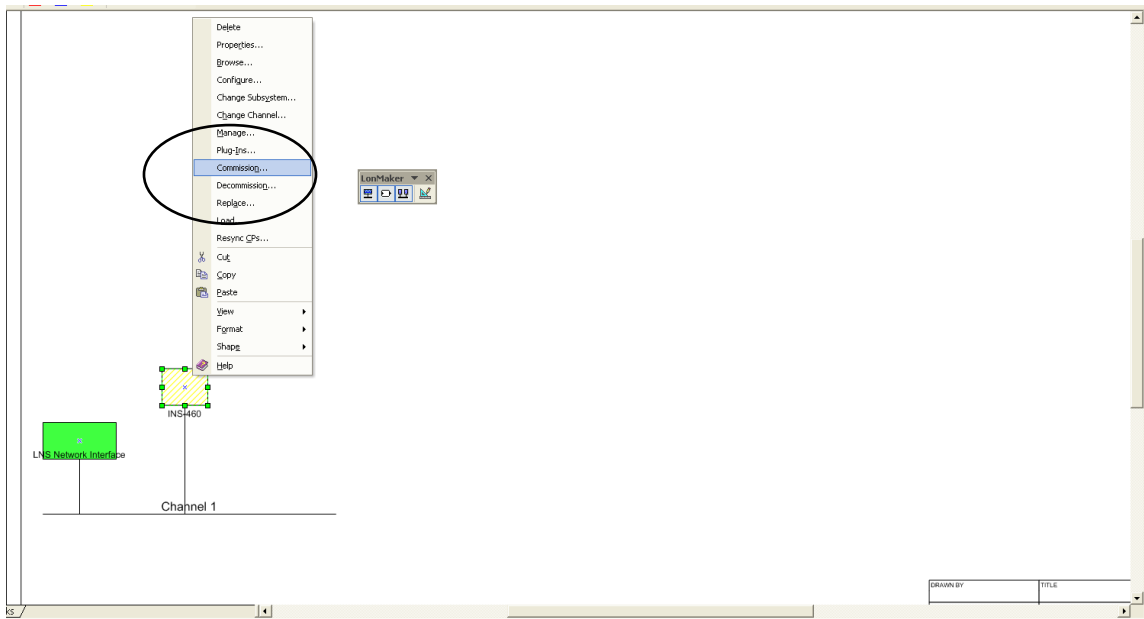 Delete
Properties...
Browse...
Configure...
Change Subsystem...
Change Channel...
Manage...
Plug-Ins...
Commission...
Decommission...
Replace...
Load...
Resync CPs...
Cut
Copy
Paste
View
Format
Shape
Help
LonMaker
INS-460
LNS Network Interface
Channel 1
DRAWN BY
TITLE
ks